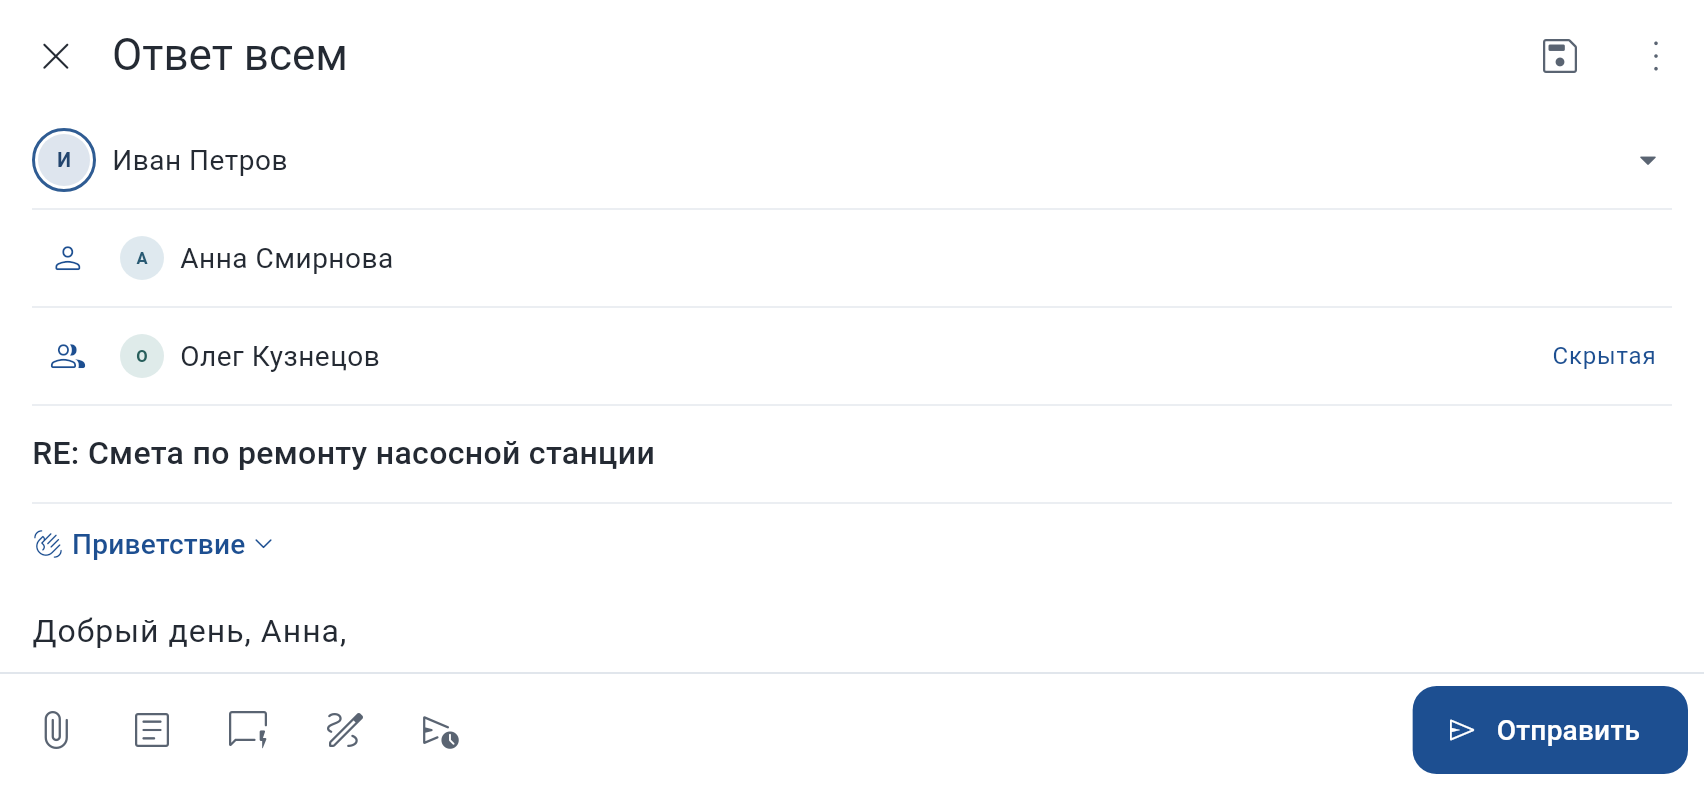 Ответ всем
И Иван Петров
А Анна Смирнова
О Олег Кузнецов Скрытая
RE: Смета по ремонту насосной станции
Приветствие
Добрый день, Анна,
Отправить